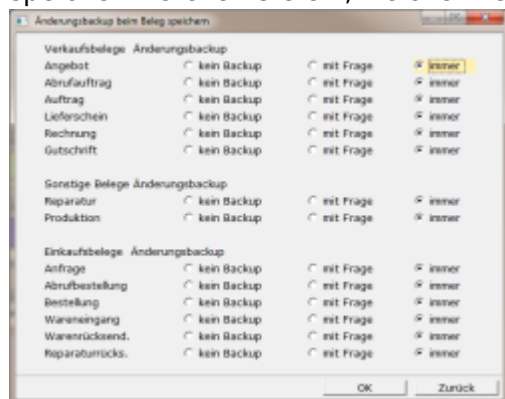 Änderungsbackup beim Beleg speichern
Verkaufsbelege Änderungsbackup
Angebot kein Backup mit Frage immer
Abrufauftrag kein Backup mit Frage immer
Auftrag kein Backup mit Frage immer
Lieferschein kein Backup mit Frage immer
Rechnung kein Backup mit Frage immer
Gutschrift kein Backup mit Frage immer
Sonstige Belege Änderungsbackup
Reparatur kein Backup mit Frage immer
Produktion kein Backup mit Frage immer
Einkaufsbelege Änderungsbackup
Anfrage kein Backup mit Frage immer
Abrufbestellung kein Backup mit Frage immer
Bestellung kein Backup mit Frage immer
Wareneingang kein Backup mit Frage immer
Warenrücksend. kein Backup mit Frage immer
Reparaturrücks. kein Backup mit Frage immer
OK Zurück